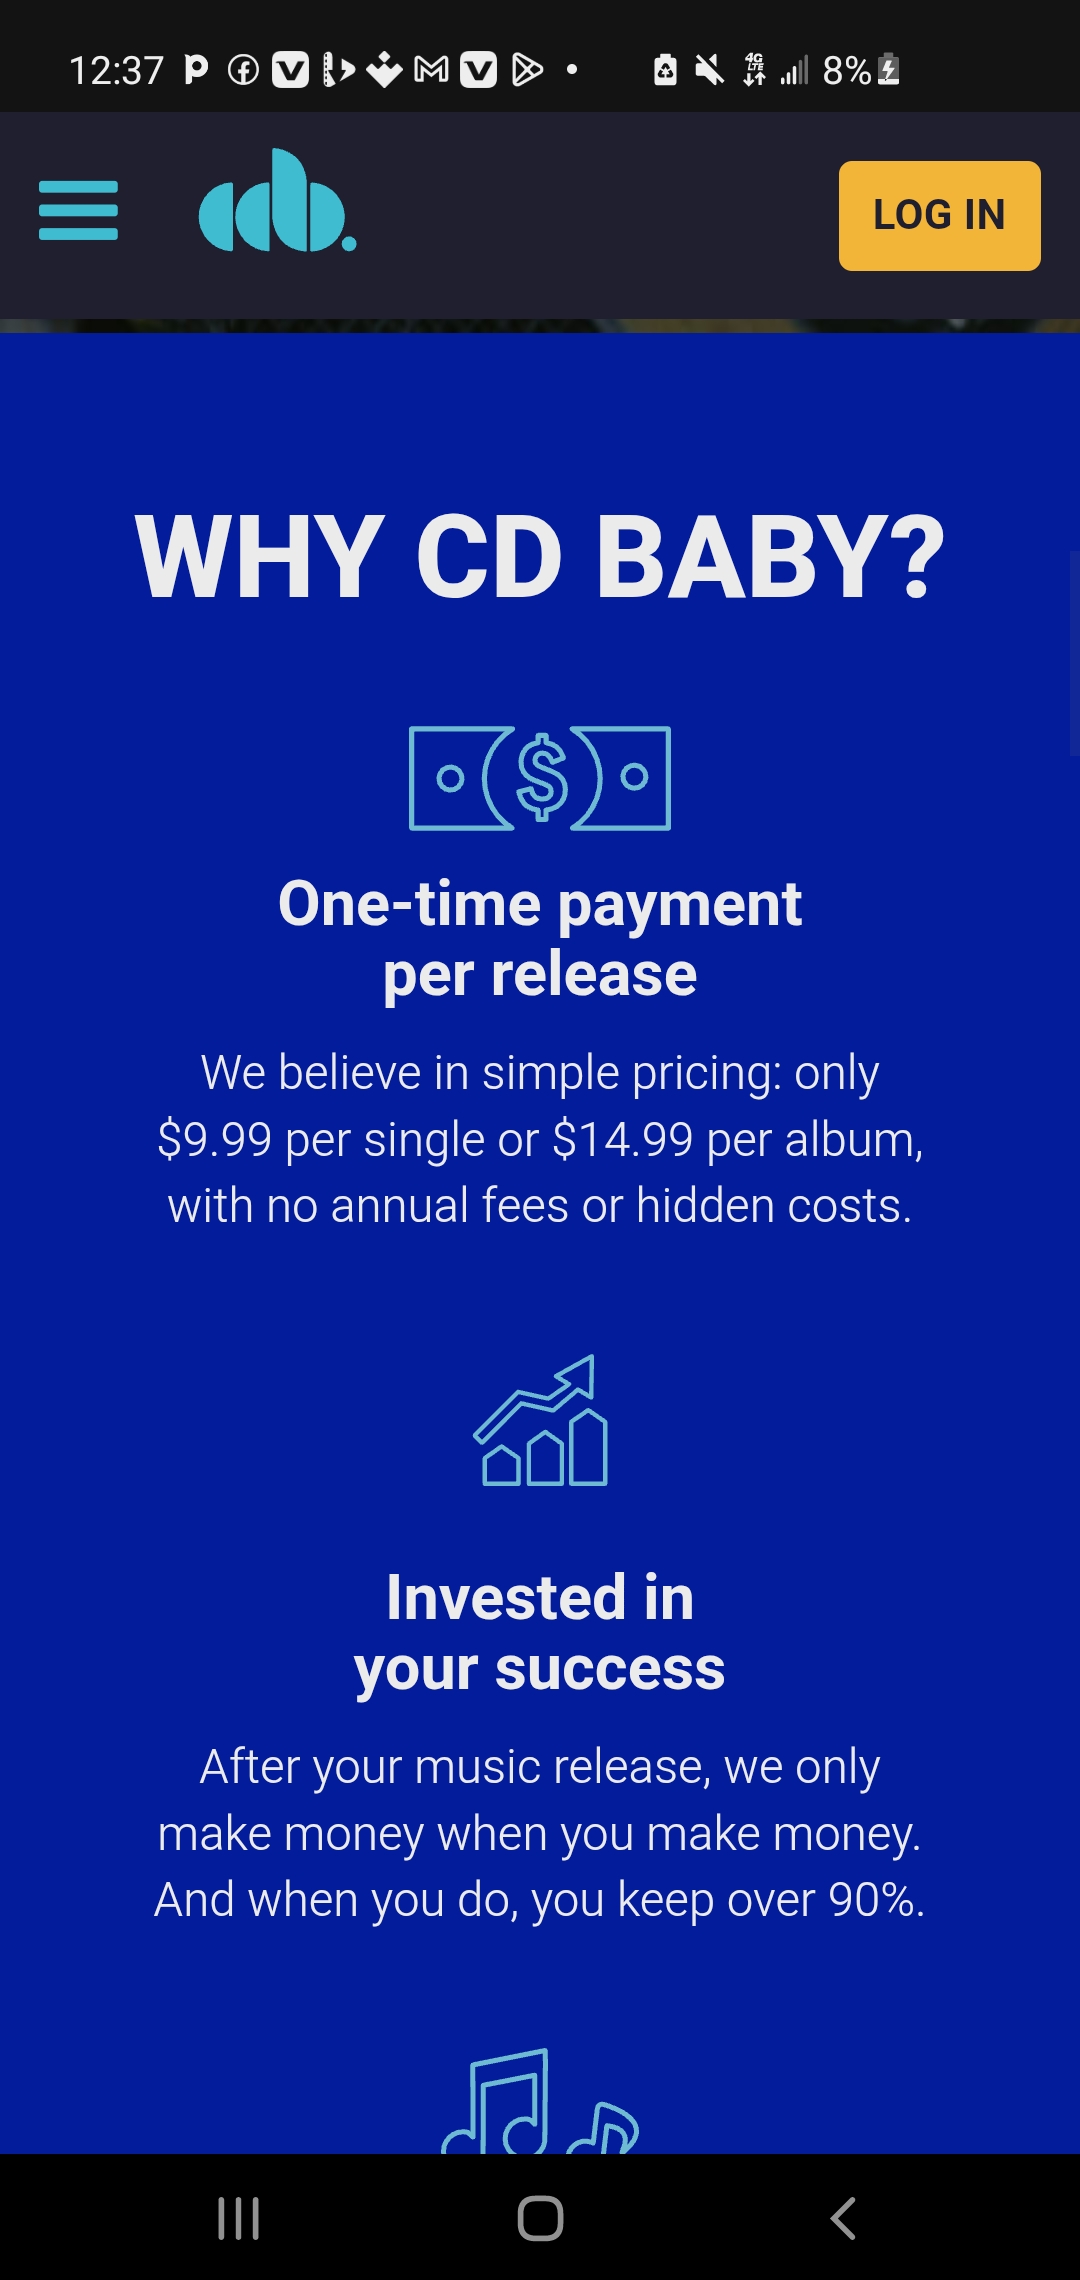 12:37
4G
LTE
8%
cdb.
LOG IN
WHY CD BABY?
$
One-time payment
per release
We believe in simple pricing: only
$9.99 per single or $14.99 per album,
with no annual fees or hidden costs.
Invested in
your success
After your music release, we only
make money when you make money.
And when you do, you keep over 90%.